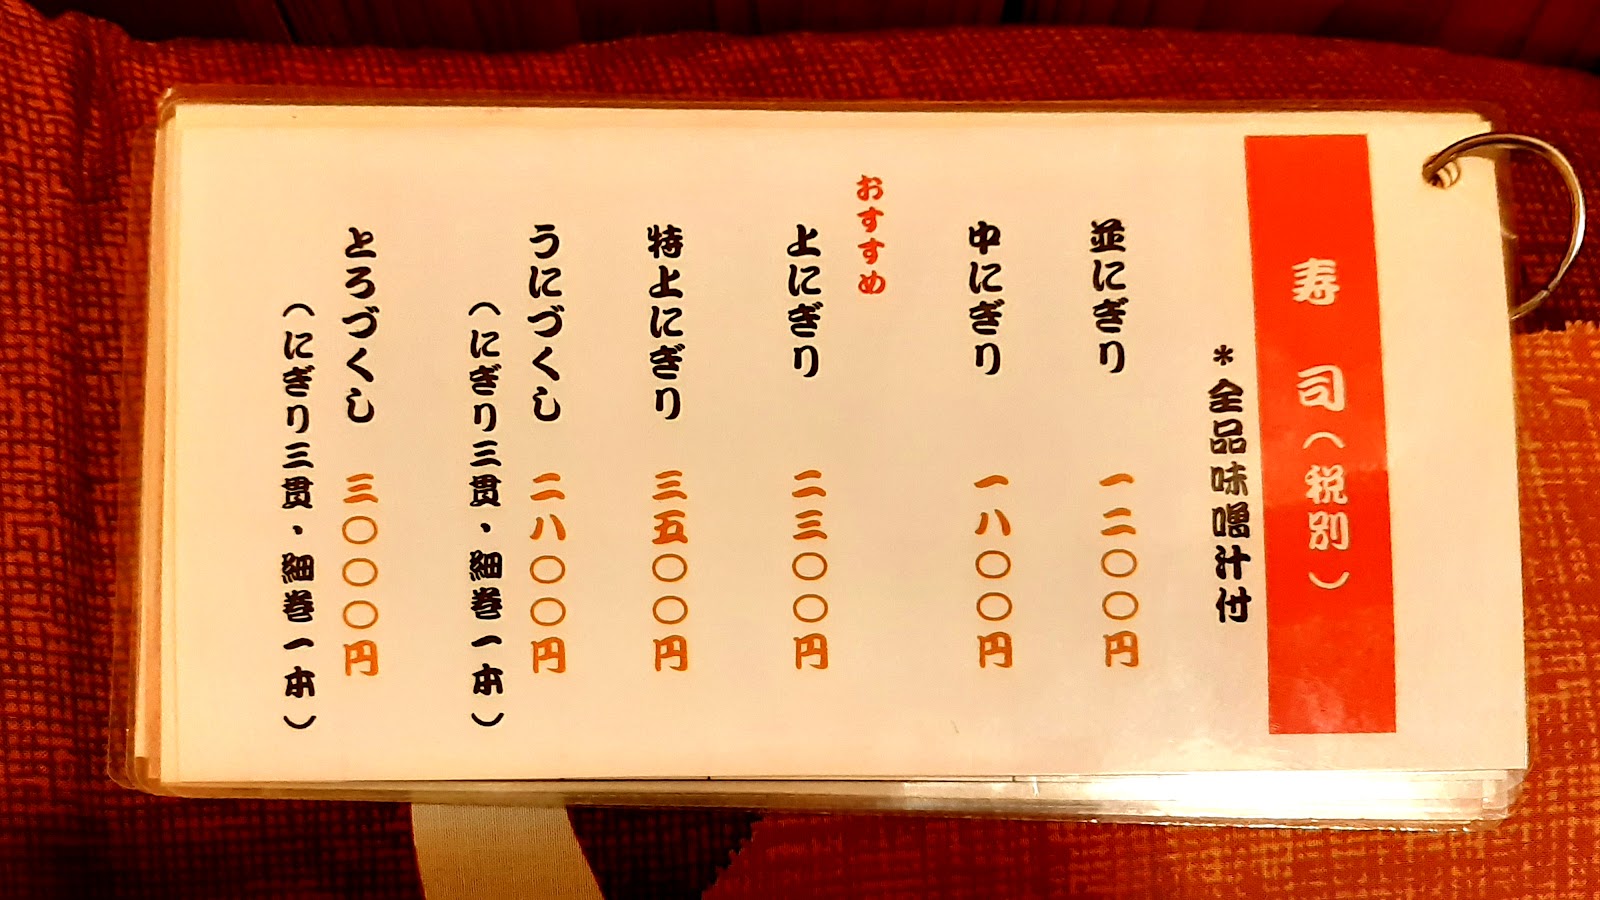 寿司（税別）
＊全品味噌汁付
並にぎり 一二〇〇円
中にぎり 一八〇〇円
おすすめ
上にぎり 二三〇〇円
特上にぎり 三五〇〇円
うにづくし 二八〇〇円
（にぎり三貫・細巻一本）
とろづくし 三〇〇〇円
（にぎり三貫・細巻一本）